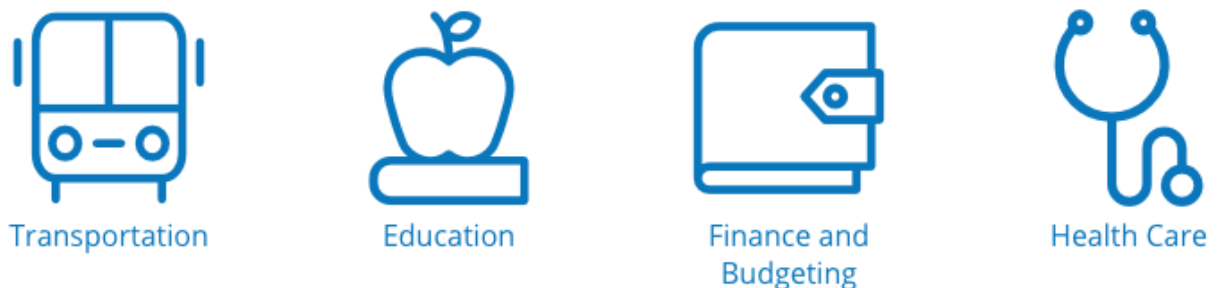 Transportation
Education
Finance and
Budgeting
Health Care